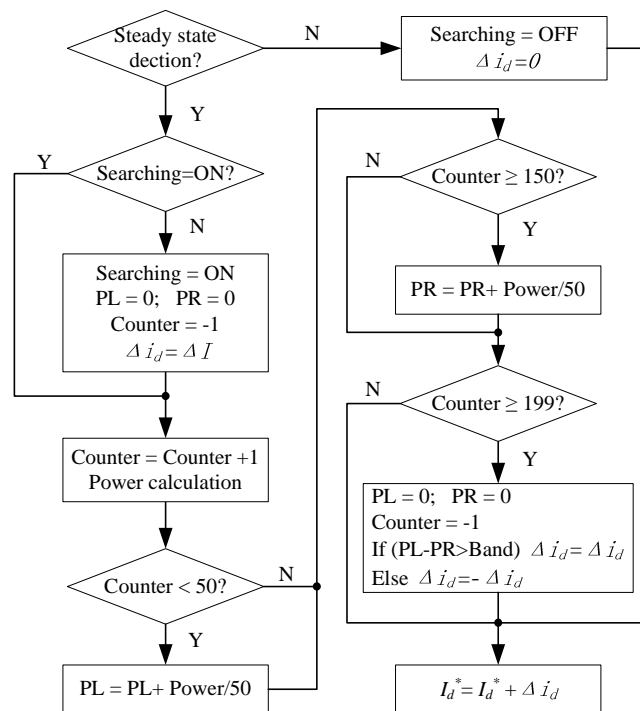 Steady state
dection?
N
Searching = OFF
Δ i_d=0
Y
Y
Searching=ON?
N
Searching = ON
PL = 0; PR = 0
Counter = -1
Δ i_d= Δ I
Counter = Counter +1
Power calculation
Counter < 50?
N
Y
PL = PL+ Power/50
N
Counter ≥ 150?
Y
PR = PR+ Power/50
N
Counter ≥ 199?
Y
PL = 0; PR = 0
Counter = -1
If (PL-PR>Band) Δ i_d= Δ i_d
Else Δ i_d=- Δ i_d
I_d^*= I_d^* + Δ i_d